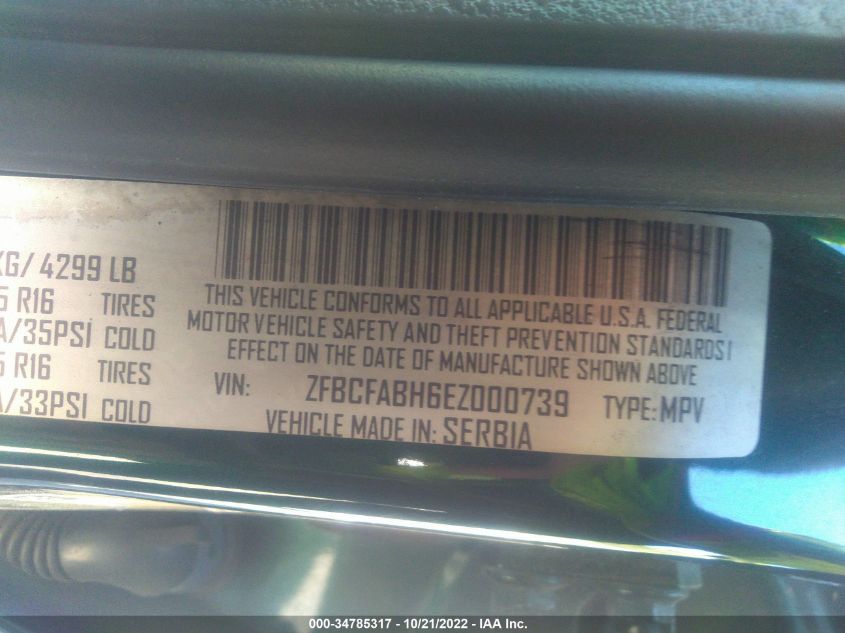 KG/ 4299 LB
5 R16 TIRES
A/35PSI COLD
5 R16 TIRES
A/33PSI COLD
THIS VEHICLE CONFORMS TO ALL APPLICABLE U.S.A. FEDERAL
MOTOR VEHICLE SAFETY AND THEFT PREVENTION STANDARDS I
EFFECT ON THE DATE OF MANUFACTURE SHOWN ABOVE
VIN: ZFBCFABH6EZ000739 TYPE: MPV
VEHICLE MADE IN: SERBIA
000-34785317 - 10/21/2022 - IAA Inc.